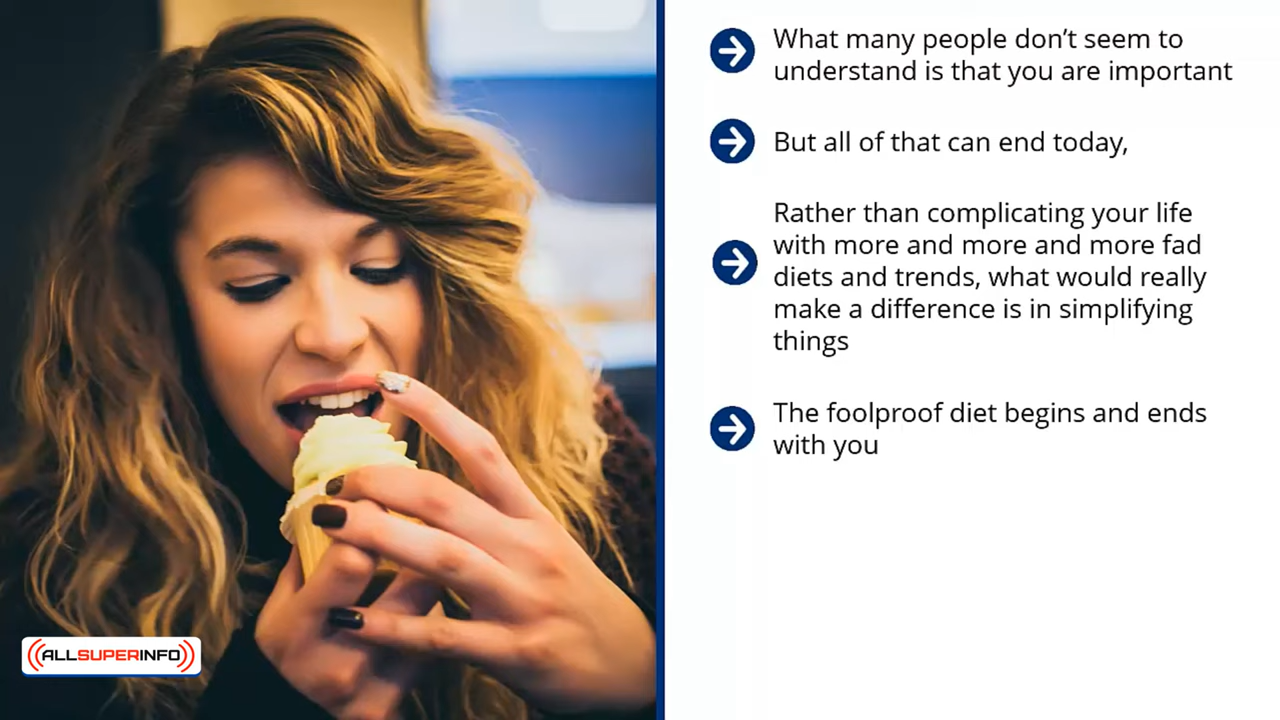 What many people don’t seem to
understand is that you are important
But all of that can end today,
Rather than complicating your life
with more and more and more fad
diets and trends, what would really
make a difference is in simplifying
things
The foolproof diet begins and ends
with you
ALLSUPERINFO